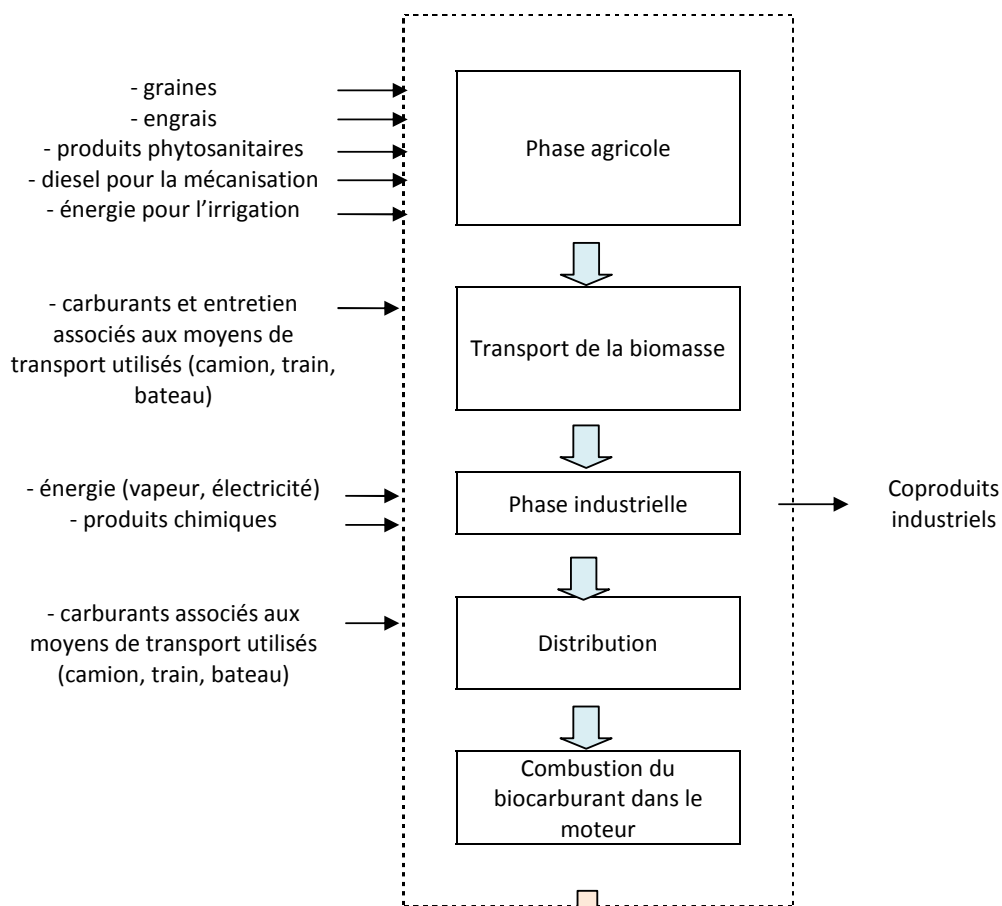 - graines
- engrais
- produits phytosanitaires
- diesel pour la mécanisation
- énergie pour l'irrigation
Phase agricole
- carburants et entretien
associés aux moyens de
transport utilisés (camion, train,
bateau)
Transport de la biomasse
- énergie (vapeur, électricité)
- produits chimiques
Phase industrielle
Coproduits
industriels
- carburants associés aux
moyens de transport utilisés
(camion, train, bateau)
Distribution
Combustion du
biocarburant dans le
moteur